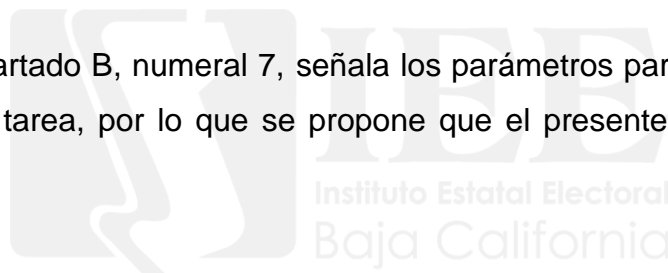 artado B, numeral 7, señala los parámetros par
tarea, por lo que se propone que el presente
IEE
Instituto Estatal Electoral
Baja California